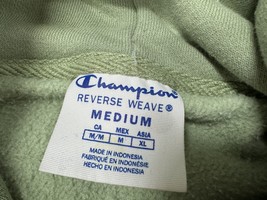 Champion
REVERSE WEAVE®
MEDIUM
CA MEX ASIA
M/M M XL
MADE IN INDONESIA
FABRIQUÉ EN INDONÉSIE
HECHO EN INDONESIA